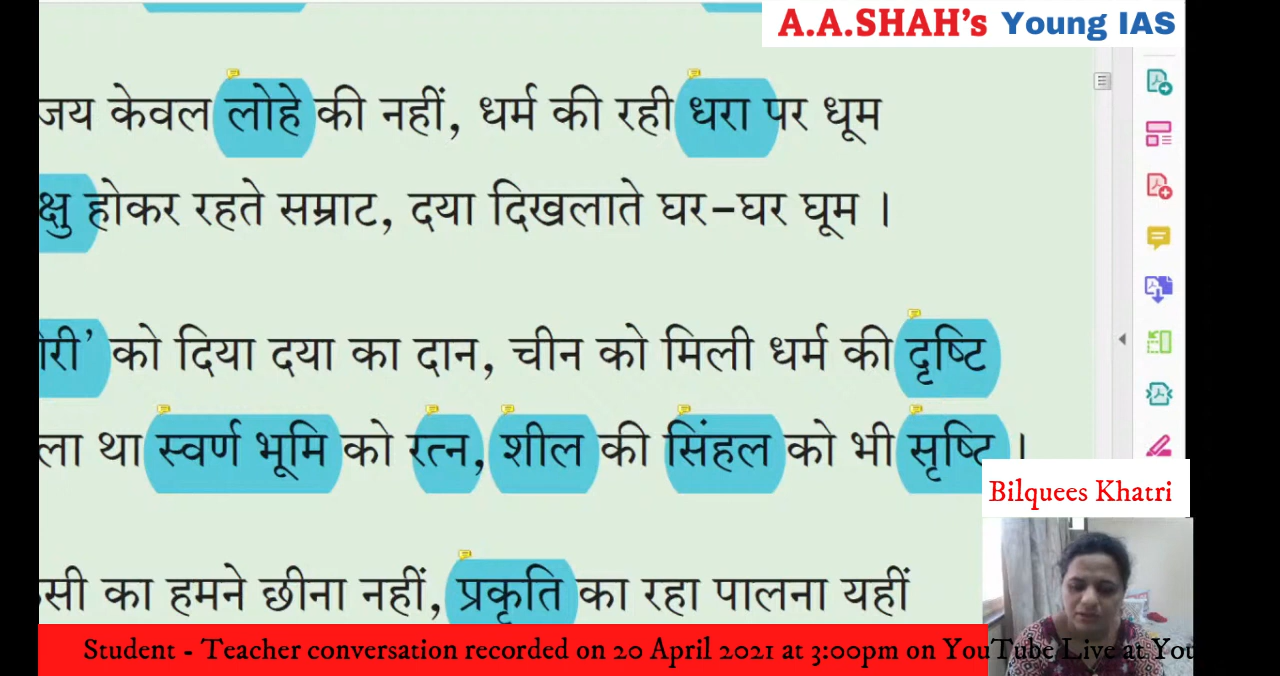 A.A.SHAH's Young IAS
जय केवल लोहे की नहीं, धर्म की रही धरा पर धूम
क्षु होकर रहते सम्राट, दया दिखलाते घर-घर घूम ।
को दिया दया का दान, चीन को मिली धर्म की दृष्टि
ला था स्वर्ण भूमि को रत्न, शील की सिंहल को भी सृष्टि ।
सी का हमने छीना नहीं, प्रकृति का रहा पालना यहीं
Bilquees Khatri
Student - Teacher conversation recorded on 20 April 2021 at 3:00pm on YouTube Live at You